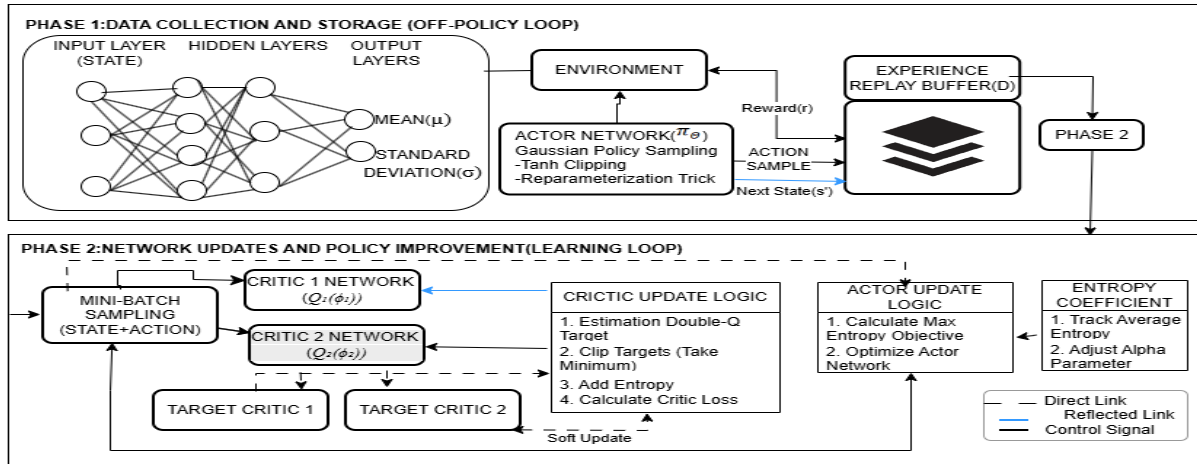 PHASE 1:DATA COLLECTION AND STORAGE (OFF-POLICY LOOP)
INPUT LAYER
(STATE)
HIDDEN LAYERS
OUTPUT
LAYERS
MEAN(μ)
STANDARD
DEVIATION(σ)
ENVIRONMENT
ACTOR NETWORK(πΘ)
Gaussian Policy Sampling
-Tanh Clipping
-Reparameterization Trick
Reward(r)
ACTION
SAMPLE
Next State(s')
EXPERIENCE
REPLAY BUFFER(D)
PHASE 2
PHASE 2:NETWORK UPDATES AND POLICY IMPROVEMENT(LEARNING LOOP)
MINI-BATCH
SAMPLING
(STATE+ACTION)
CRITIC 1 NETWORK
(Q₁(ϕ₁))
CRITIC 2 NETWORK
(Q₂(ϕ₂))
TARGET CRITIC 1
TARGET CRITIC 2
Soft Update
CRICTIC UPDATE LOGIC
1. Estimation Double-Q
Target
2. Clip Targets (Take
Minimum)
3. Add Entropy
4. Calculate Critic Loss
ACTOR UPDATE
LOGIC
1. Calculate Max
Entropy Objective
2. Optimize Actor
Network
ENTROPY
COEFFICIENT
1. Track Average
Entropy
2. Adjust Alpha
Parameter
Direct Link
Reflected Link
Control Signal